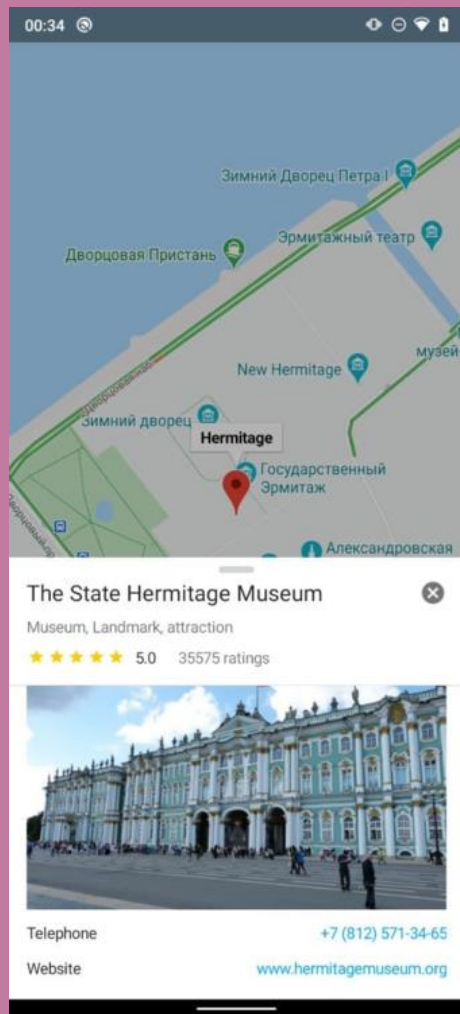 00:34
Зимний Дворец Петра I
Эрмитажный театр
Дворцовая Пристань
музей-
New Hermitage
Дворцовая наб.
Зимний дворец
Hermitage
Государственный
Эрмитаж
Александровская
The State Hermitage Museum
Museum, Landmark, attraction
5.0 35575 ratings
Telephone +7 (812) 571-34-65
Website www.hermitagemuseum.org